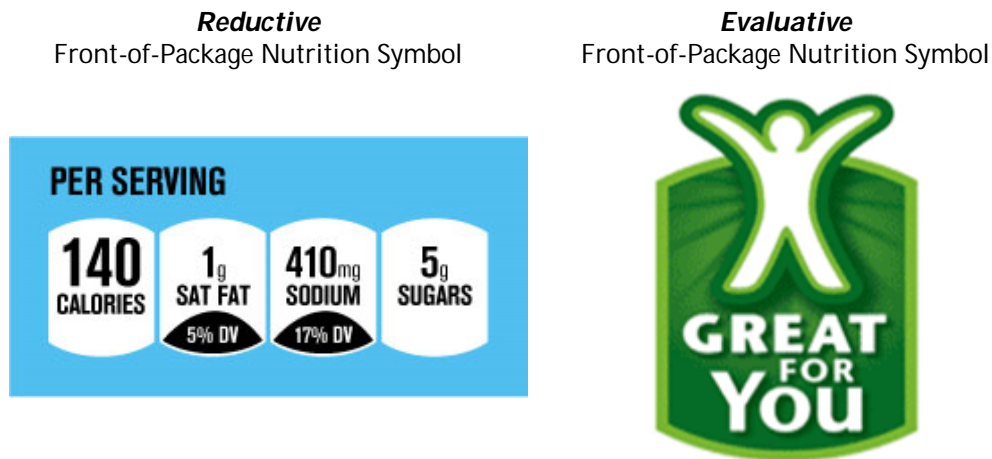 Reductive
Front-of-Package Nutrition Symbol
PER SERVING
140
CALORIES
1g
SAT FAT
5% DV
410mg
SODIUM
17% DV
5g
SUGARS
Evaluative
Front-of-Package Nutrition Symbol
GREAT
FOR
You